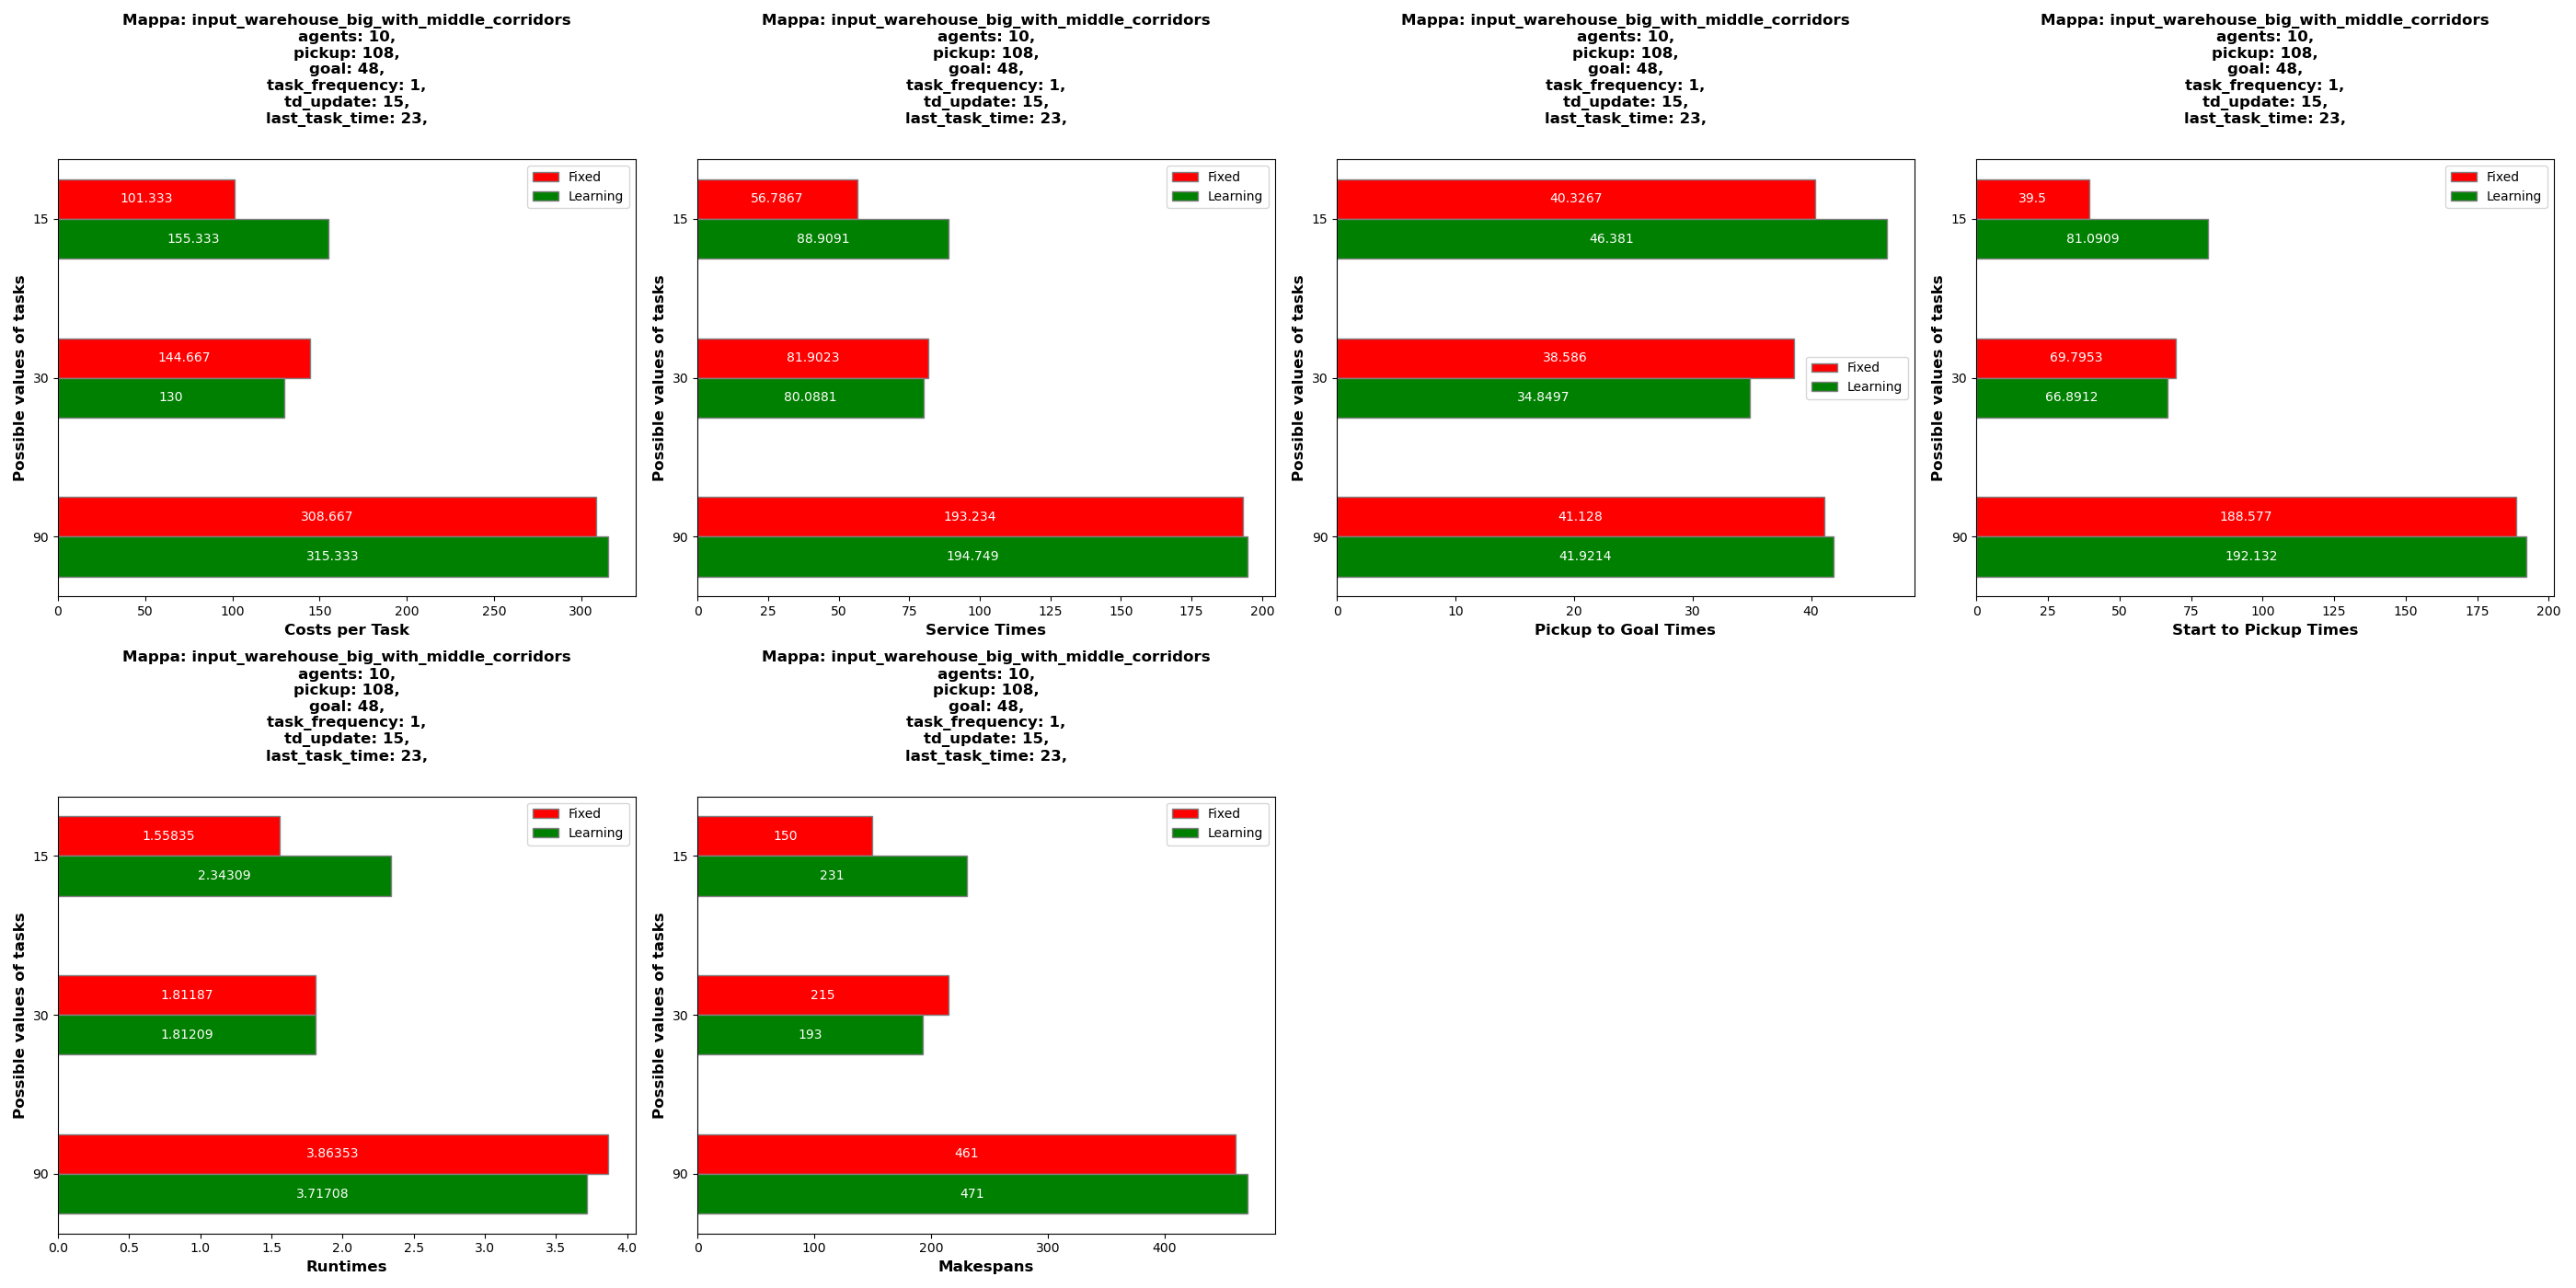 Mappa: input_warehouse_big_with_middle_corridors
agents: 10,
pickup: 108,
goal: 48,
task_frequency: 1,
td_update: 15,
last_task_time: 23,
Fixed
Learning
101.333
15
155.333
144.667
30
130
308.667
90
315.333
Possible values of tasks
0 50 100 150 200 250 300
Costs per Task
Mappa: input_warehouse_big_with_middle_corridors
agents: 10,
pickup: 108,
goal: 48,
task_frequency: 1,
td_update: 15,
last_task_time: 23,
Fixed
Learning
56.7867
15
88.9091
81.9023
30
80.0881
193.234
90
194.749
Possible values of tasks
0 25 50 75 100 125 150 175 200
Service Times
Mappa: input_warehouse_big_with_middle_corridors
agents: 10,
pickup: 108,
goal: 48,
task_frequency: 1,
td_update: 15,
last_task_time: 23,
40.3267
15
46.381
38.586
Fixed
Learning
30
34.8497
41.128
90
41.9214
Possible values of tasks
0 10 20 30 40
Pickup to Goal Times
Mappa: input_warehouse_big_with_middle_corridors
agents: 10,
pickup: 108,
goal: 48,
task_frequency: 1,
td_update: 15,
last_task_time: 23,
Fixed
Learning
39.5
15
81.0909
69.7953
30
66.8912
188.577
90
192.132
Possible values of tasks
0 25 50 75 100 125 150 175 200
Start to Pickup Times
Mappa: input_warehouse_big_with_middle_corridors
agents: 10,
pickup: 108,
goal: 48,
task_frequency: 1,
td_update: 15,
last_task_time: 23,
Fixed
Learning
1.55835
15
2.34309
1.81187
30
1.81209
3.86353
90
3.71708
Possible values of tasks
0.0 0.5 1.0 1.5 2.0 2.5 3.0 3.5 4.0
Runtimes
Mappa: input_warehouse_big_with_middle_corridors
agents: 10,
pickup: 108,
goal: 48,
task_frequency: 1,
td_update: 15,
last_task_time: 23,
Fixed
Learning
150
15
231
215
30
193
461
90
471
Possible values of tasks
0 100 200 300 400
Makespans